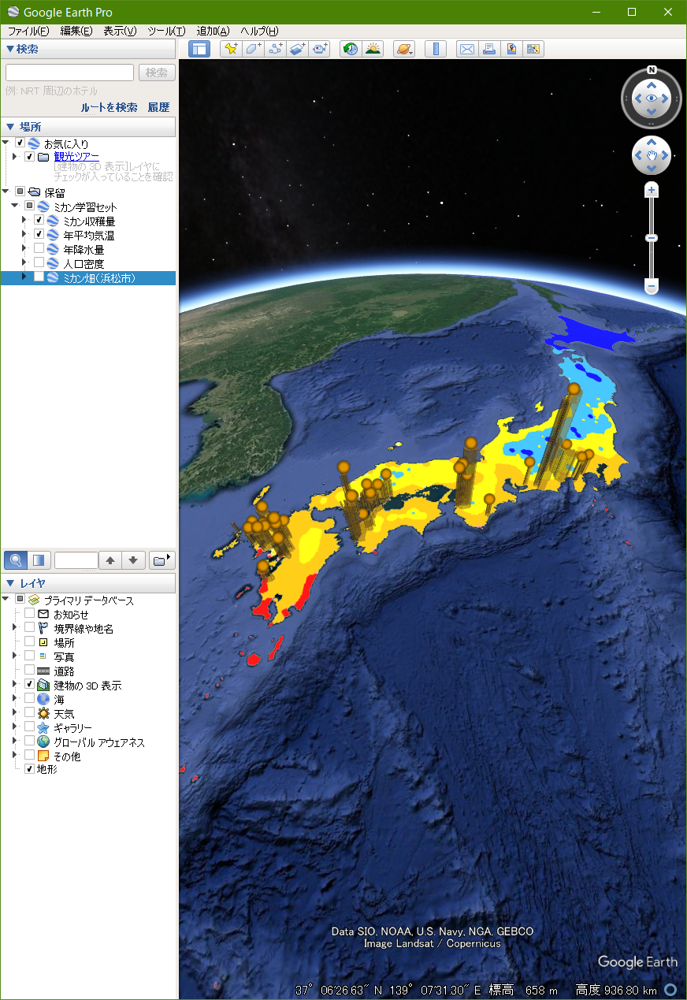 Google Earth Pro
ファイル(F) 編集(E) 表示(V) ツール(T) 追加(A) ヘルプ(H)
検索
検索
例: NRT 周辺のホテル
ルートを検索 履歴
場所
お気に入り
観光ツアー
[建物の 3D 表示]レイヤに
チェックが入っていることを確認
保留
ミカン学習セット
ミカン収穫量
年平均気温
年降水量
人口密度
ミカン畑(浜松市)
レイヤ
プライマリ データベース
お知らせ
境界線や地名
場所
写真
道路
建物の 3D 表示
海
天気
ギャラリー
グローバル アウェアネス
その他
地形
N
Data SIO, NOAA, U.S. Navy, NGA, GEBCO
Image Landsat / Copernicus
Google Earth
37° 06'26.63" N 139° 07'31.30" E 標高 658 m 高度 936.80 km